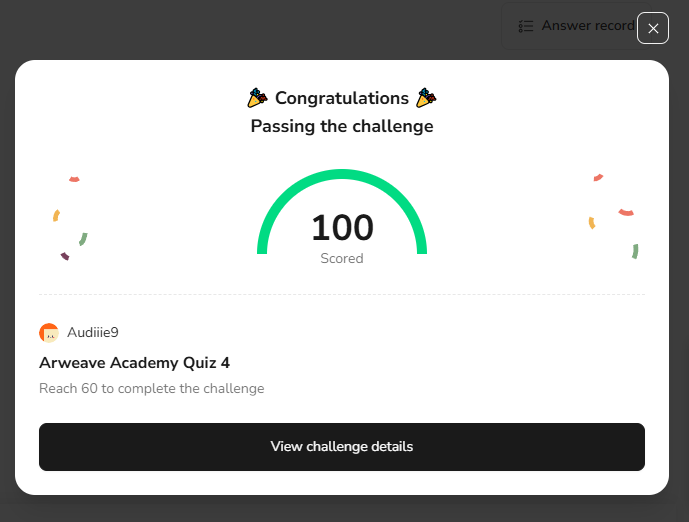 Answer record
Congratulations
Passing the challenge
100
Scored
Audiiie9
Arweave Academy Quiz 4
Reach 60 to complete the challenge
View challenge details